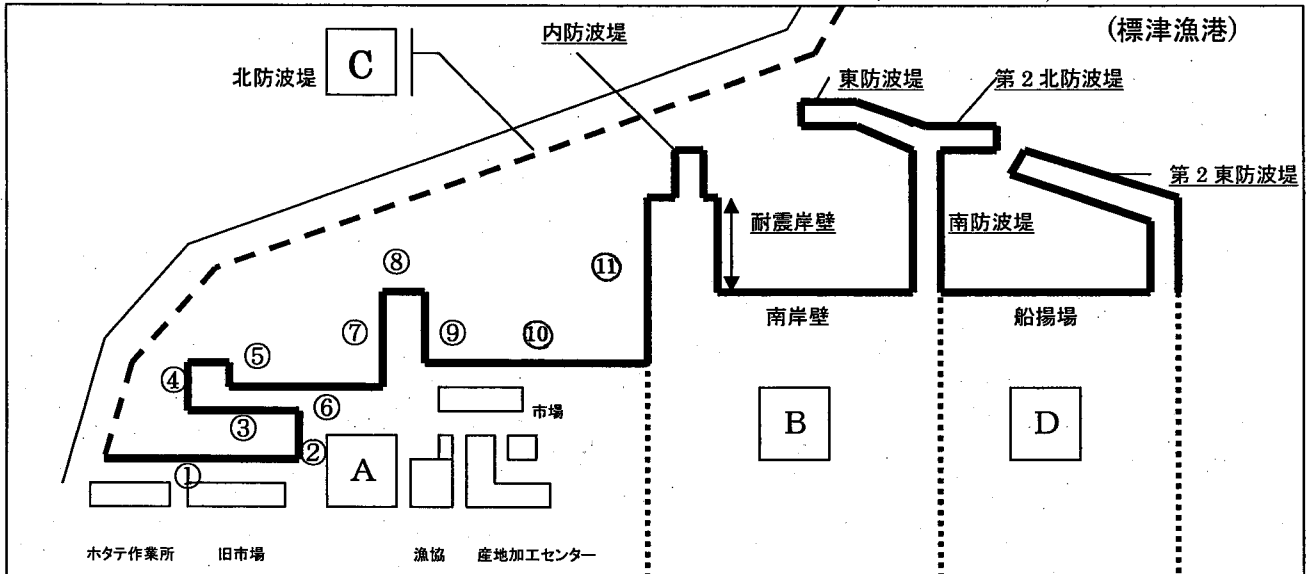 (標津漁港)
内防波堤
C
北防波堤
東防波堤
第2北防波堤
第2東防波堤
耐震岸壁
南防波堤
⑧
⑪
南岸壁
船揚場
⑦
⑨
⑩
⑤
④
⑥
市場
③
②
A
B
D
①
ホタテ作業所
旧市場
漁協
産地加工センター